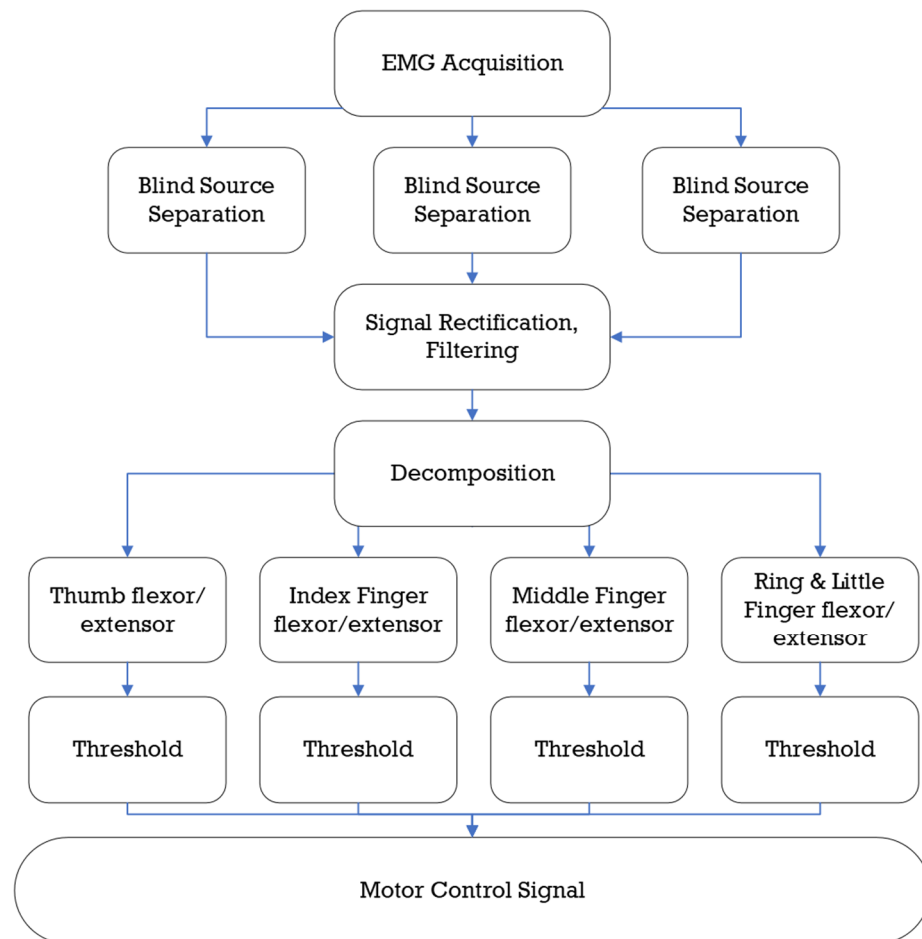 EMG Acquisition
Blind Source
Separation
Blind Source
Separation
Blind Source
Separation
Signal Rectification,
Filtering
Decomposition
Thumb flexor/
extensor
Index Finger
flexor/extensor
Middle Finger
flexor/extensor
Ring & Little
Finger flexor/
extensor
Threshold
Threshold
Threshold
Threshold
Motor Control Signal